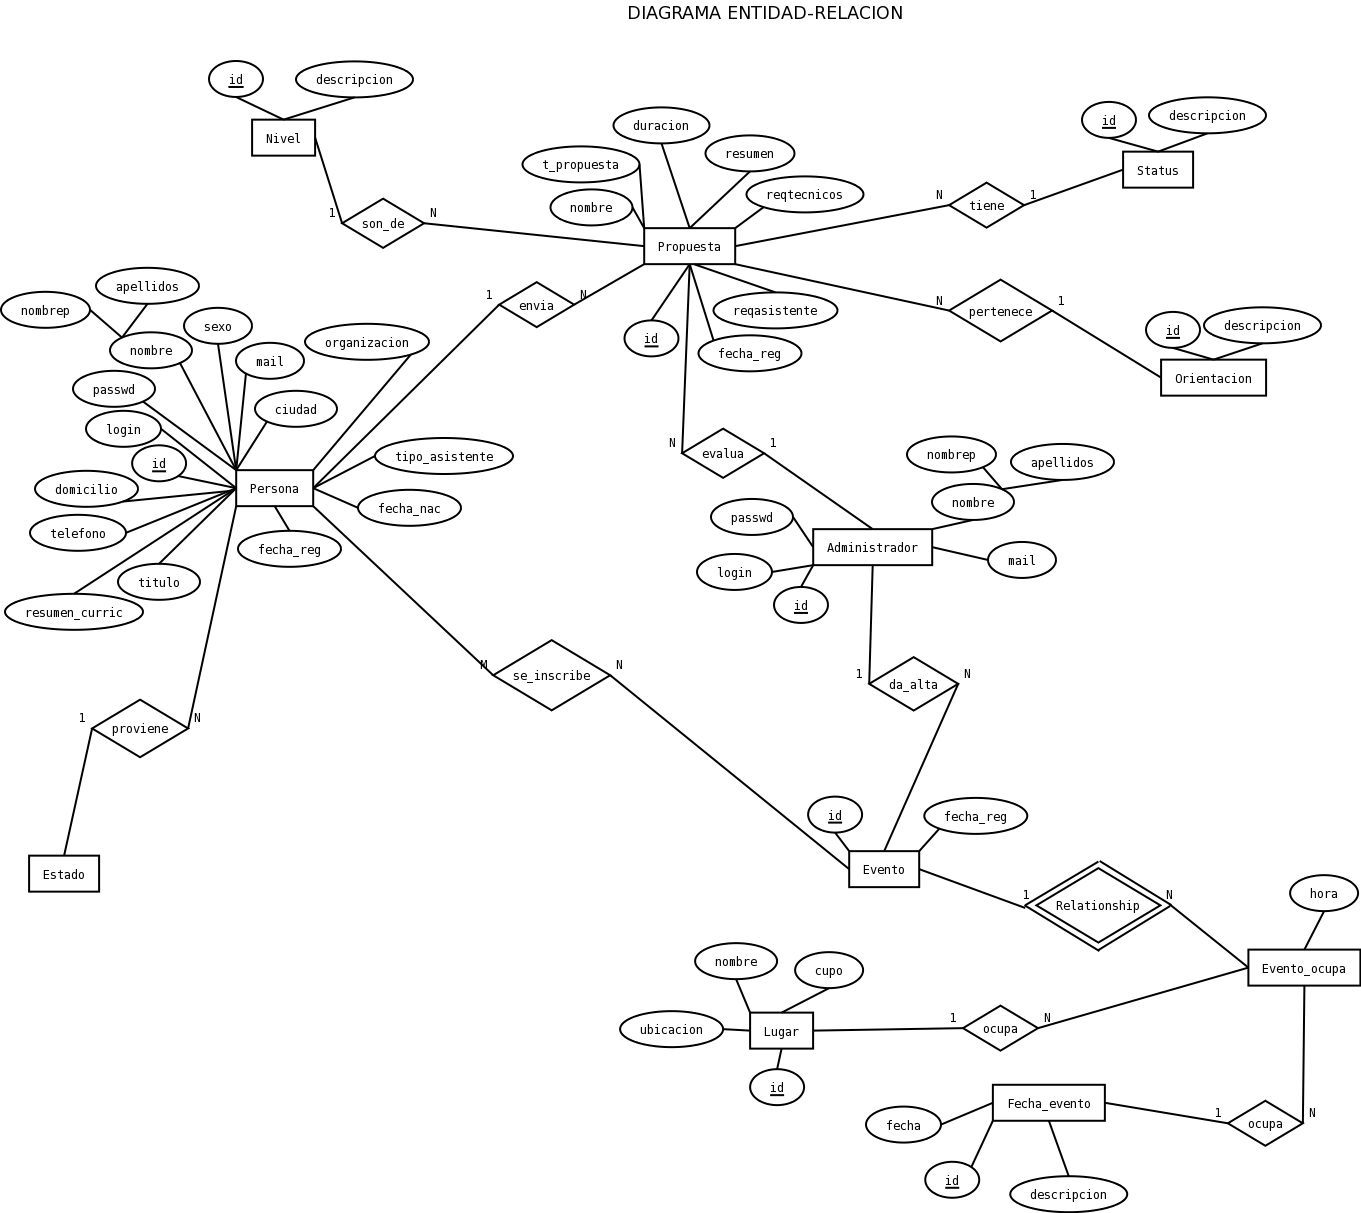 DIAGRAMA ENTIDAD-RELACION
id
descripcion
Nivel
1
son_de
N
duracion
t_propuesta
resumen
nombre
reqtecnicos
Propuesta
id
descripcion
Status
N
tiene
1
1
envia
N
id
reqasistente
fecha_reg
N
pertenece
1
id
descripcion
Orientacion
apellidos
nombrep
nombre
sexo
mail
organizacion
passwd
ciudad
login
id
domicilio
Persona
tipo_asistente
telefono
fecha_nac
fecha_reg
titulo
resumen_curric
N
evalua
1
nombrep
apellidos
nombre
passwd
Administrador
login
mail
id
M
se_inscribe
N
1
da_alta
N
1
proviene
N
Estado
id
fecha_reg
Evento
1
Relationship
N
hora
Evento_ocupa
nombre
cupo
ubicacion
Lugar
id
1
ocupa
N
Fecha_evento
fecha
id
descripcion
1
ocupa
N